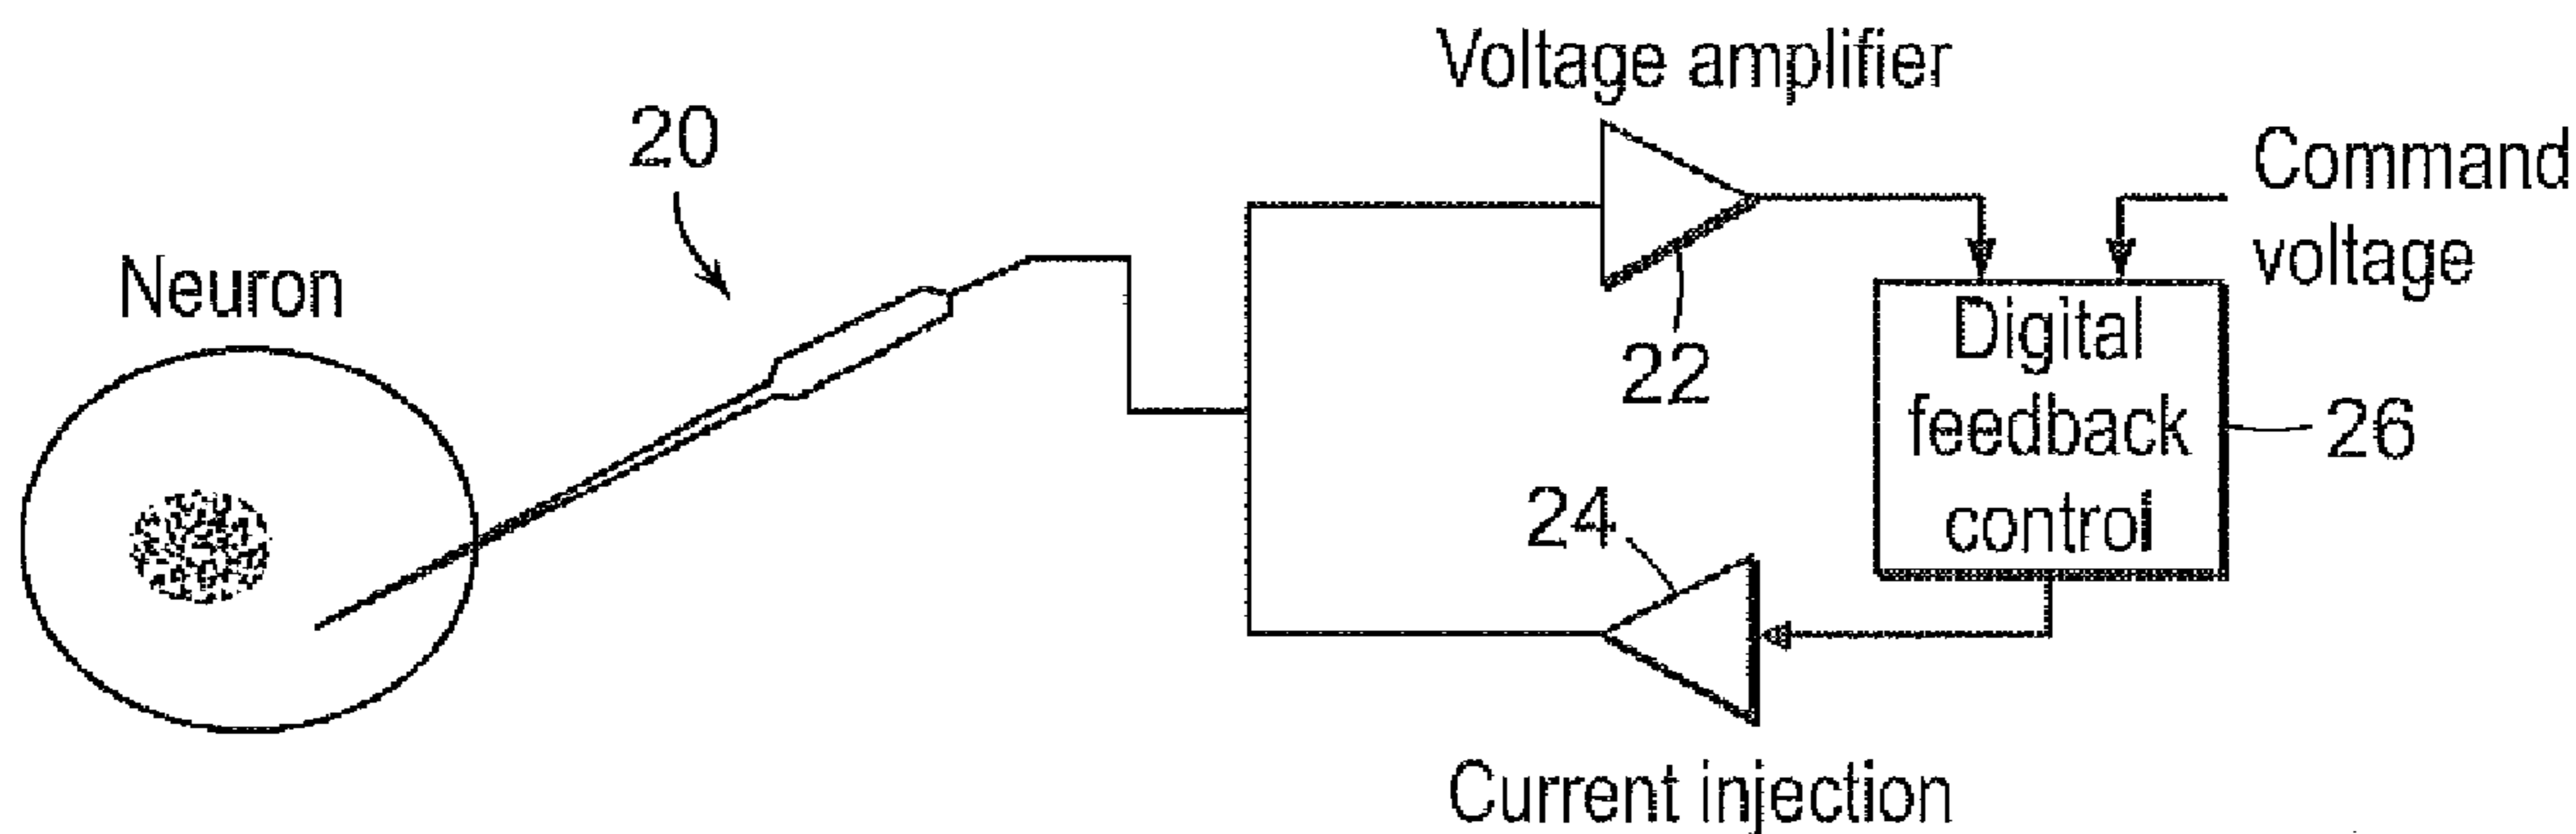 Voltage amplifier
20
Command
voltage
Neuron
22
Digital
feedback
control
26
24
Current injection